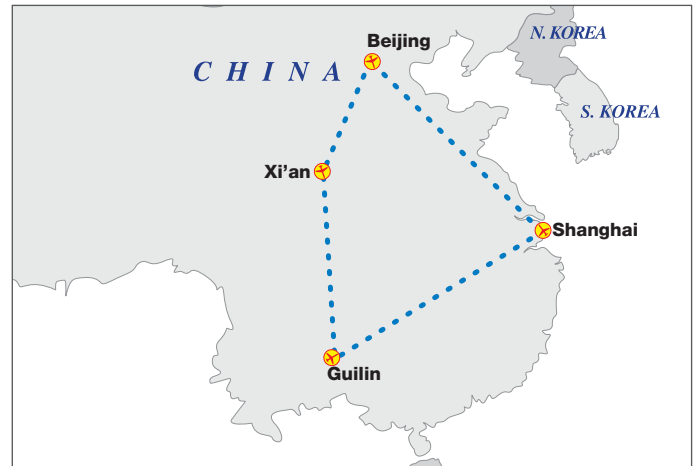 N. KOREA
Beijing
C H I N A
S. KOREA
Xi'an
Shanghai
Guilin